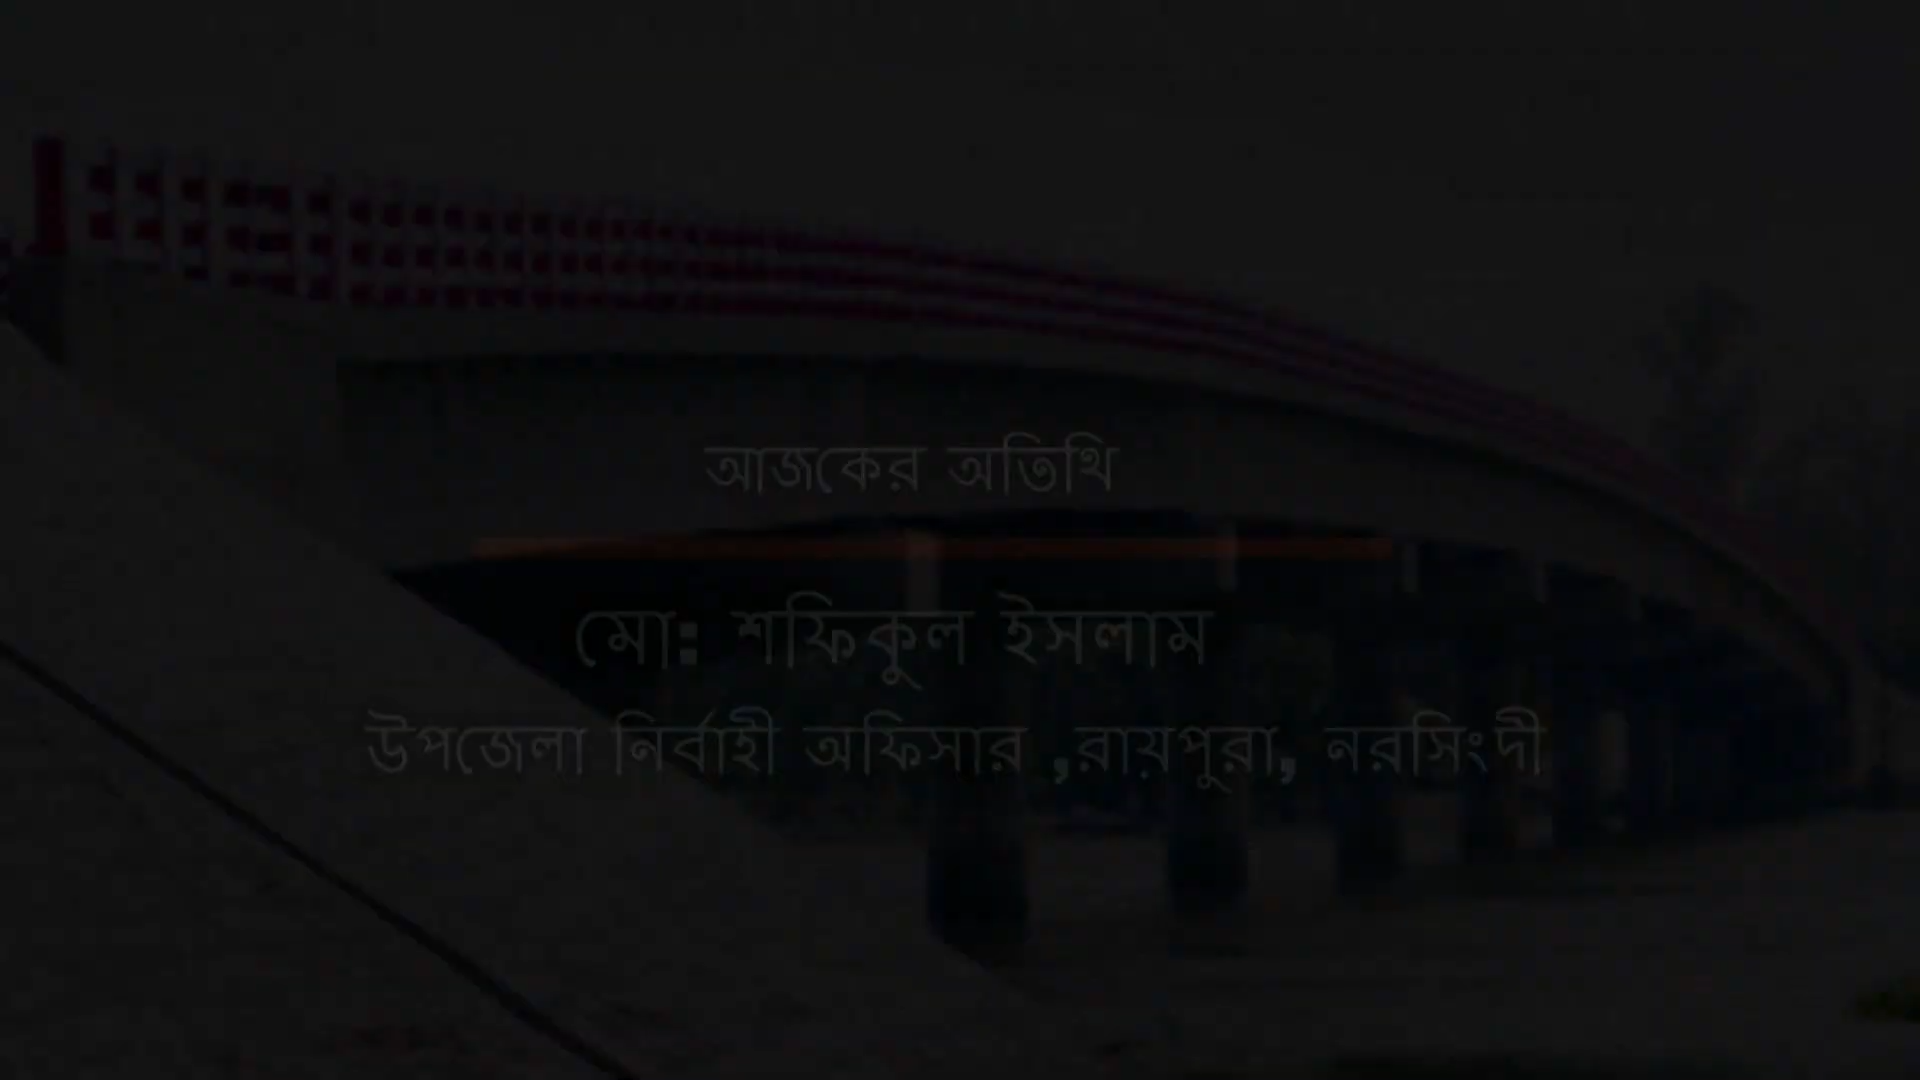 আজকের অতিথি
মো: শফিকুল ইসলাম
উপজেলা নির্বাহী অফিসার ,রায়পুরা, নরসিংদী